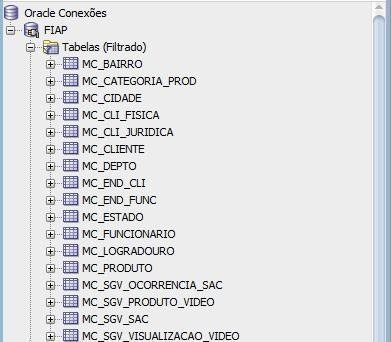 Oracle Conexões
FIAP
Tabelas (Filtrado)
MC_BAIRRO
MC_CATEGORIA_PROD
MC_CIDADE
MC_CLI_FISICA
MC_CLI_JURIDICA
MC_CLIENTE
MC_DEPTO
MC_END_CLI
MC_END_FUNC
MC_ESTADO
MC_FUNCIONARIO
MC_LOGRADOURO
MC_PRODUTO
MC_SGV_OCORRENCIA_SAC
MC_SGV_PRODUTO_VIDEO
MC_SGV_SAC
MC_SGV_VISUALIZACAO_VIDEO